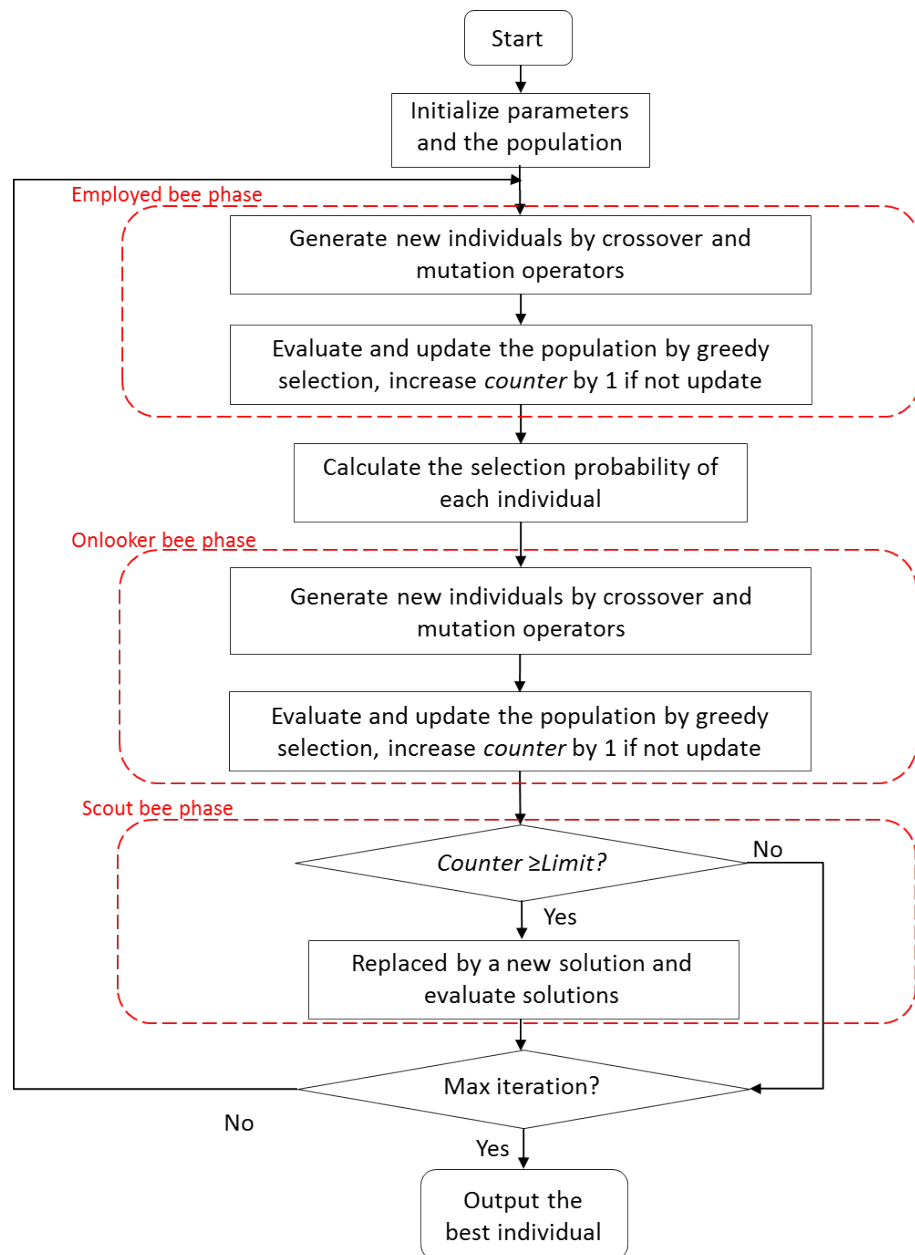 Start
Initialize parameters
and the population
Employed bee phase
Generate new individuals by crossover and
mutation operators
Evaluate and update the population by greedy
selection, increase counter by 1 if not update
Calculate the selection probability of
each individual
Onlooker bee phase
Generate new individuals by crossover and
mutation operators
Evaluate and update the population by greedy
selection, increase counter by 1 if not update
Scout bee phase
Counter ≥Limit?
No
Yes
Replaced by a new solution and
evaluate solutions
Max iteration?
No
Yes
Output the
best individual